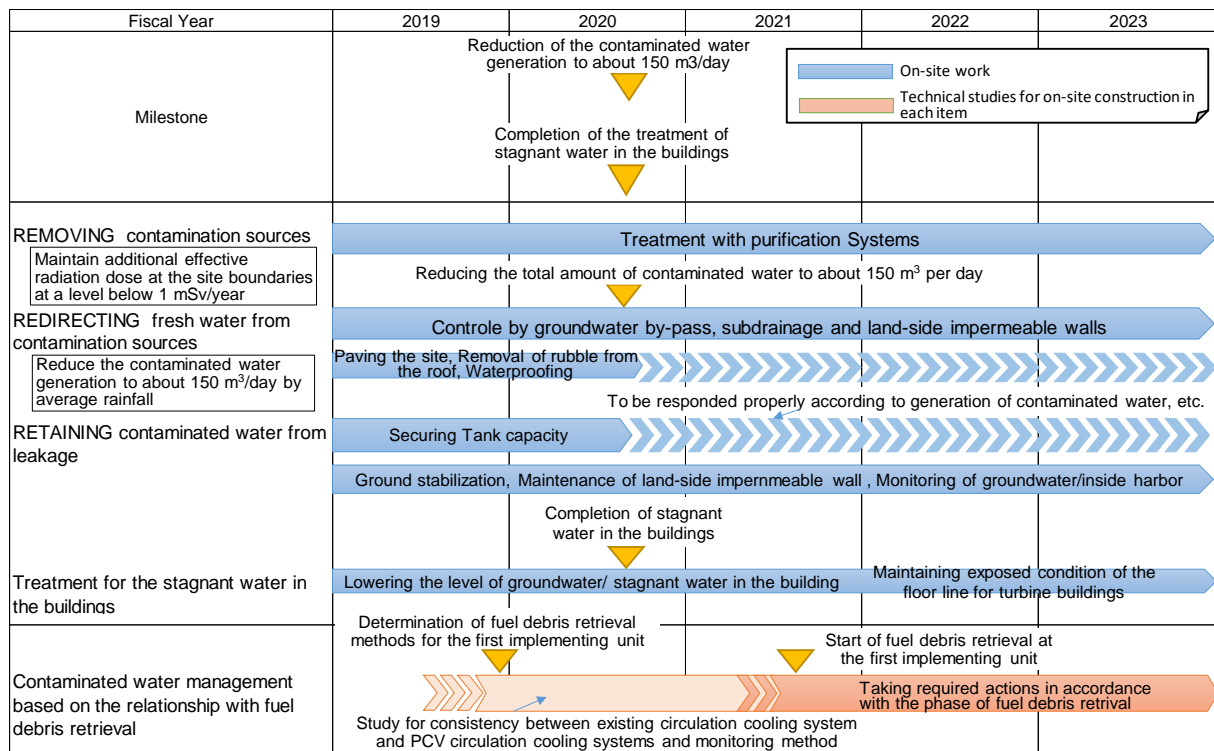 Fiscal Year
2019
2020
2021
2022
2023
Milestone
Reduction of the contaminated water
generation to about 150 m3/day
On-site work
Technical studies for on-site construction in
each item
Completion of the treatment of
stagnant water in the buildings
REMOVING contamination sources
Maintain additional effective
radiation dose at the site boundaries
at a level below 1 mSv/year
Treatment with purification Systems
Reducing the total amount of contaminated water to about 150 m³ per day
REDIRECTING fresh water from
contamination sources
Reduce the contaminated water
generation to about 150 m³/day by
average rainfall
Controle by groundwater by-pass, subdrainage and land-side impermeable walls
Paving the site, Removal of rubble from
the roof, Waterproofing
To be responded properly according to generation of contaminated water, etc.
RETAINING contaminated water from
leakage
Securing Tank capacity
Ground stabilization, Maintenance of land-side impernmeable wall , Monitoring of groundwater/inside harbor
Completion of stagnant
water in the buildings
Treatment for the stagnant water in
the buildings
Lowering the level of groundwater/ stagnant water in the building
Maintaining exposed condition of the
floor line for turbine buildings
Determination of fuel debris retrieval
methods for the first implementing unit
Start of fuel debris retrieval at
the first implementing unit
Contaminated water management
based on the relationship with fuel
debris retrieval
Taking required actions in accordance
with the phase of fuel debris retrival
Study for consistency between existing circulation cooling system
and PCV circulation cooling systems and monitoring method